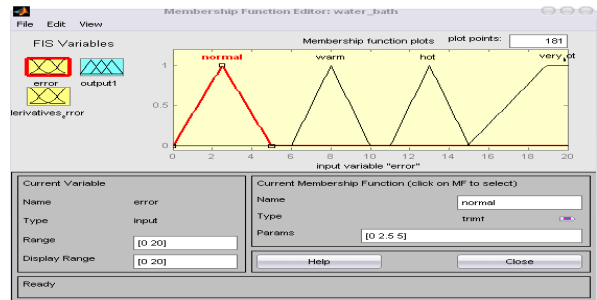 Membership Function Editor: water_bath
File Edit View
FIS Variables
Membership function plots plot points: 181
error output1
derivatives_error
normal warm hot very_hot
1
0.5
0
0 2 4 6 8 10 12 14 16 18 20
input variable "error"
Current Variable
Name error
Type input
Range [0 20]
Display Range [0 20]
Current Membership Function (click on MF to select)
Name normal
Type trimf
Params [0 2.5 5]
Help Close
Ready